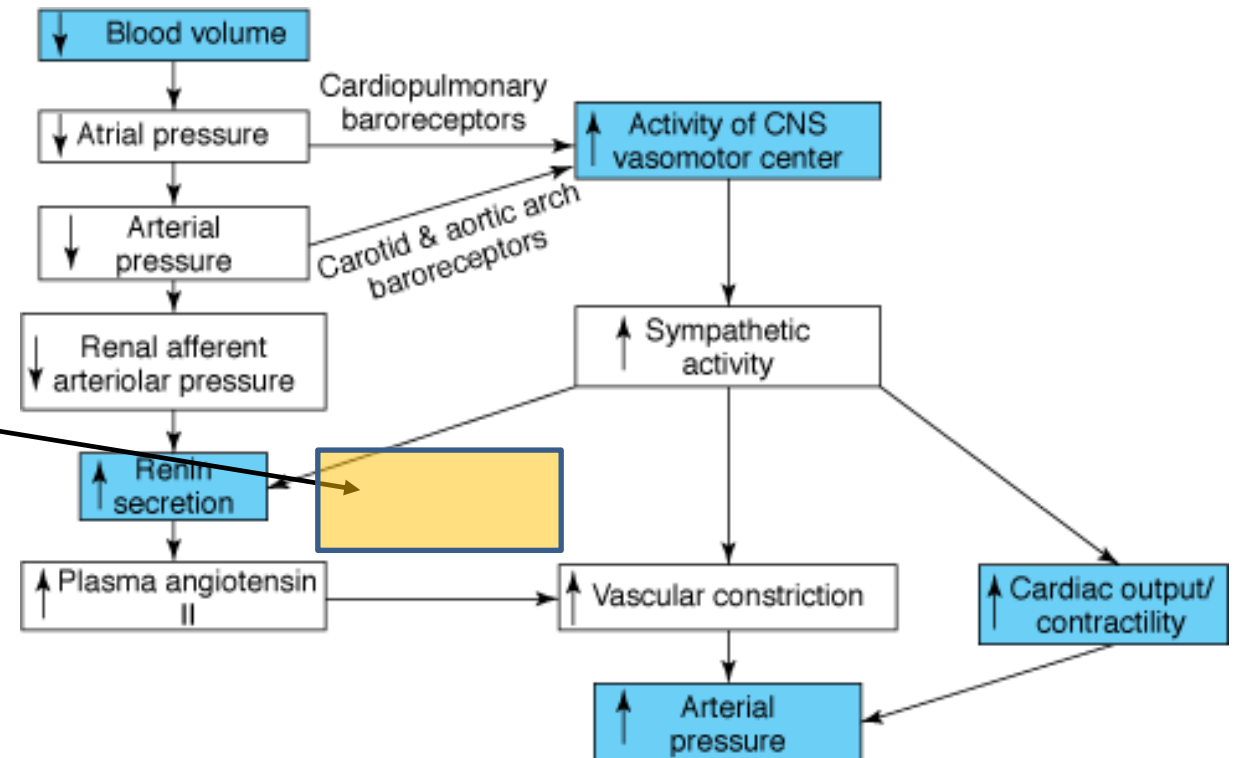 Blood volume
Atrial pressure
Cardiopulmonary
baroreceptors
Activity of CNS
vasomotor center
Arterial
pressure
Carotid & aortic arch
baroreceptors
Renal afferent
arteriolar pressure
Sympathetic
activity
Renin
secretion
Plasma angiotensin
II
Vascular constriction
Cardiac output/
contractility
Arterial
pressure